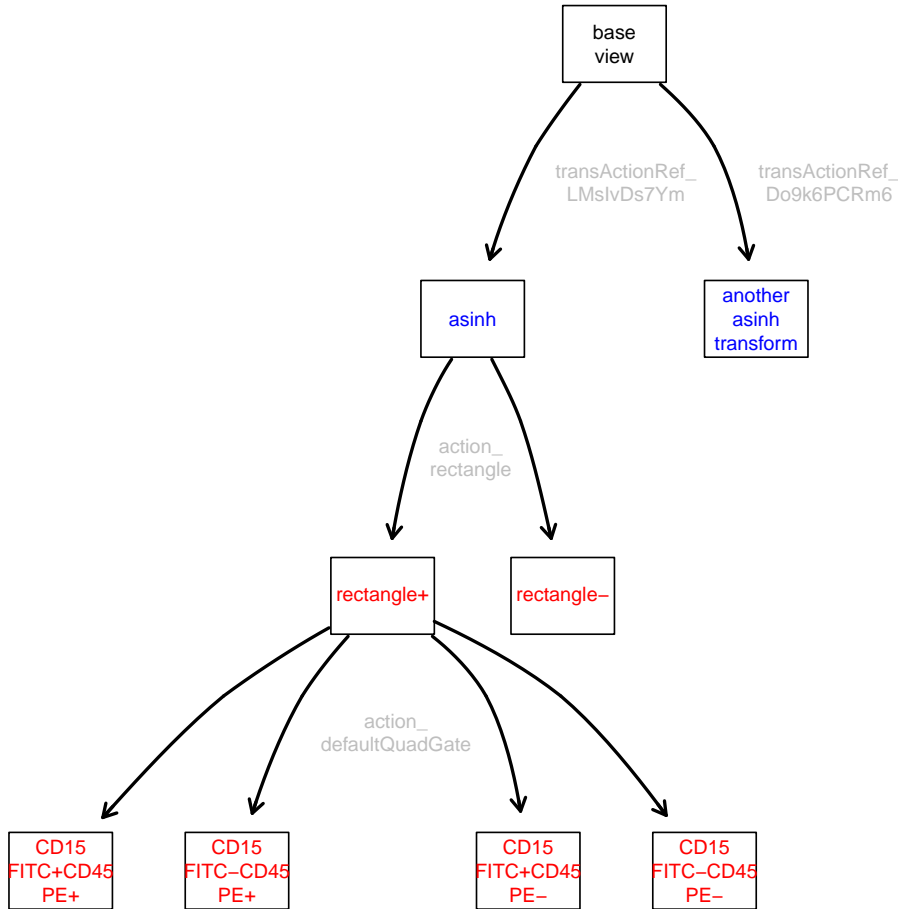 base
view
transActionRef_
LMsIvDs7Ym
transActionRef_
Do9k6PCRm6
asinh
another
asinh
transform
action_
rectangle
rectangle+
rectangle−
action_
defaultQuadGate
CD15
FITC+CD45
PE+
CD15
FITC−CD45
PE+
CD15
FITC+CD45
PE−
CD15
FITC−CD45
PE−